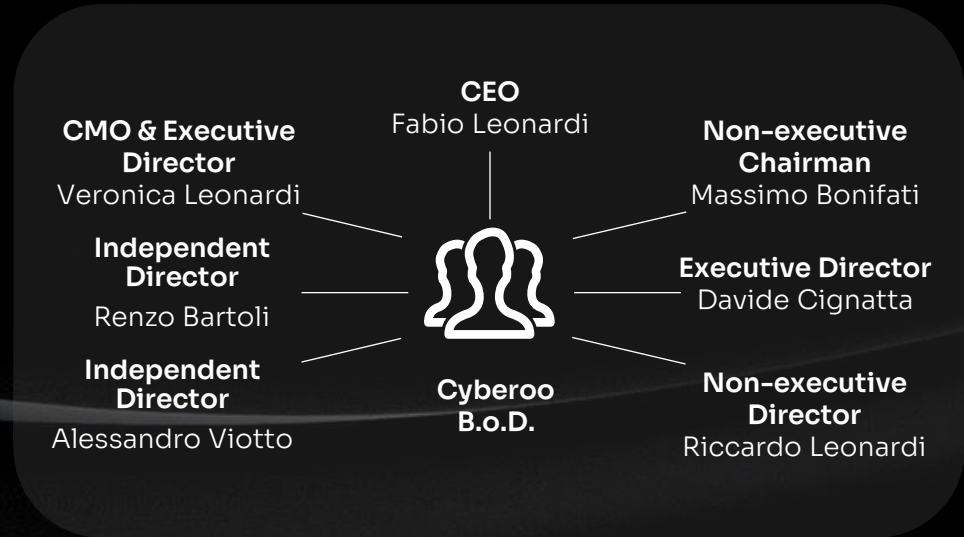 CEO
Fabio Leonardi
CMO & Executive
Director
Veronica Leonardi
Independent
Director
Renzo Bartoli
Independent
Director
Alessandro Viotto
Cyberoo
B.o.D.
Non-executive
Chairman
Massimo Bonifati
Executive Director
Davide Cignatta
Non-executive
Director
Riccardo Leonardi